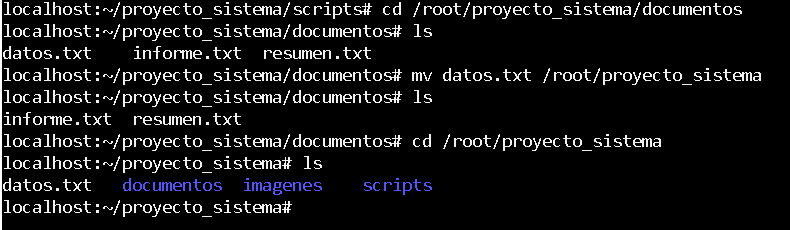 localhost:~/proyecto_sistema/scripts# cd /root/proyecto_sistema/documentos
localhost:~/proyecto_sistema/documentos# ls
datos.txt    informe.txt  resumen.txt
localhost:~/proyecto_sistema/documentos# mv datos.txt /root/proyecto_sistema
localhost:~/proyecto_sistema/documentos# ls
informe.txt  resumen.txt
localhost:~/proyecto_sistema/documentos# cd /root/proyecto_sistema
localhost:~/proyecto_sistema# ls
datos.txt   documentos  imagenes    scripts
localhost:~/proyecto_sistema#